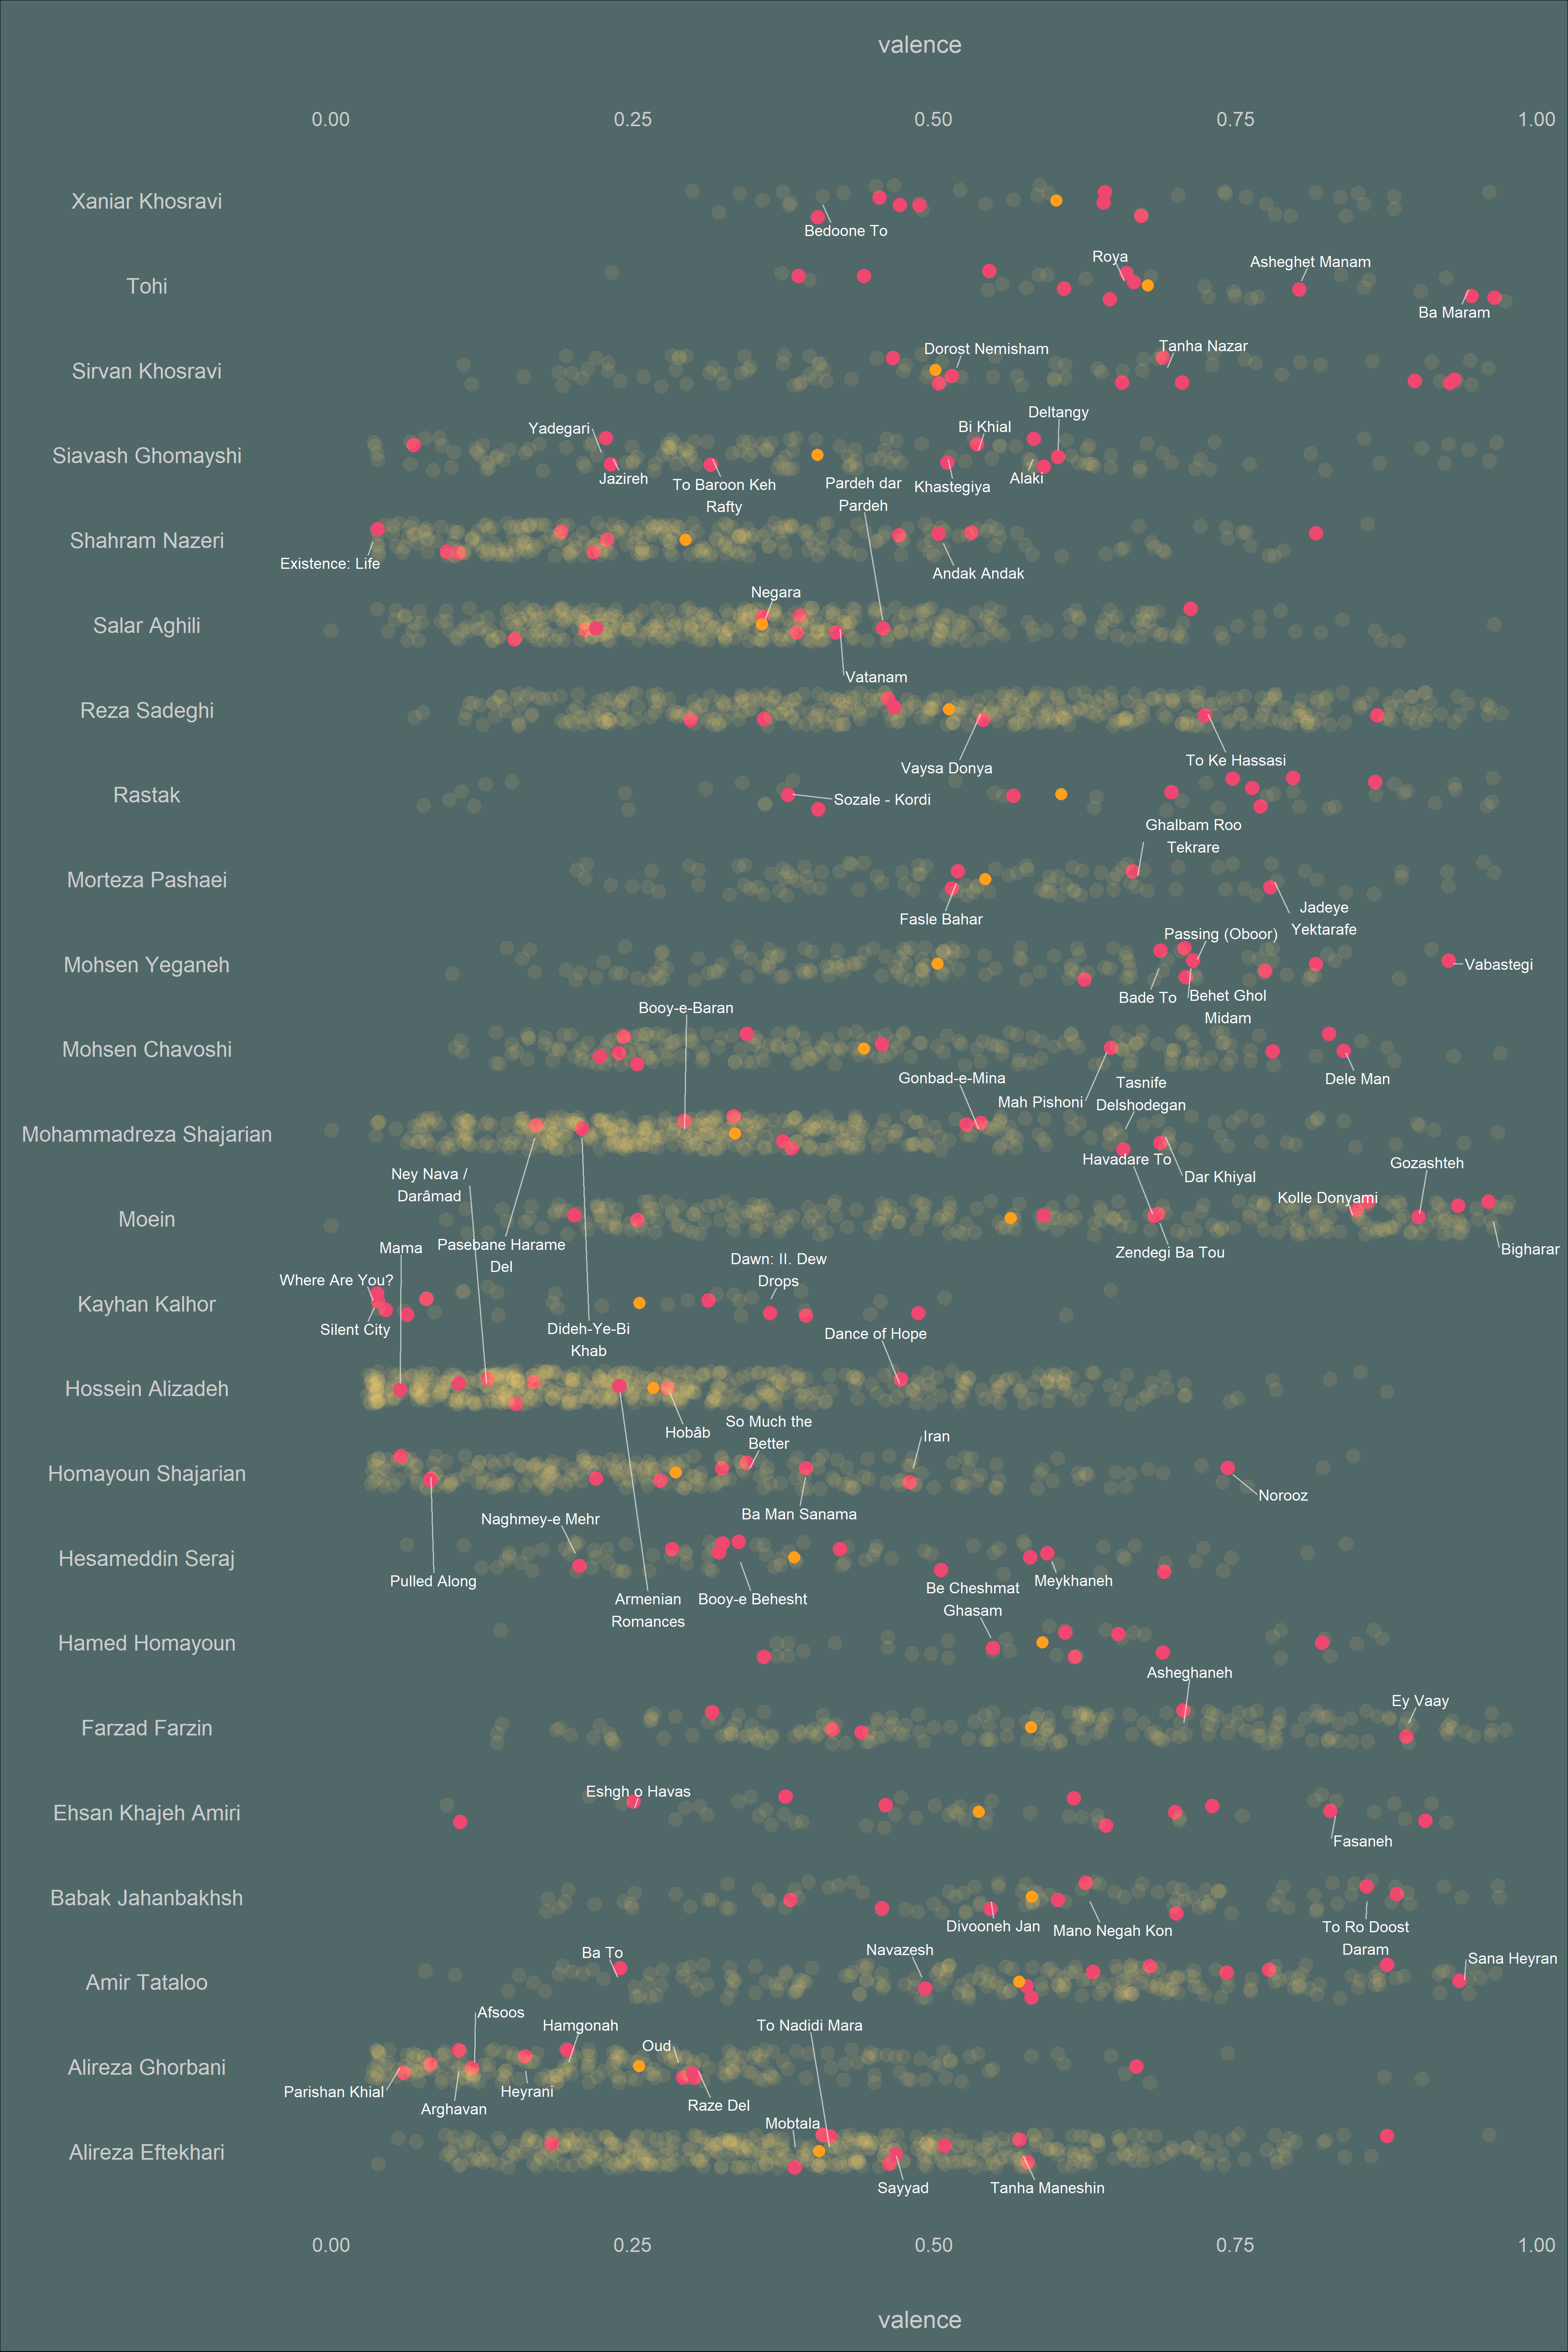 valence
0.00 0.25 0.50 0.75 1.00
Xaniar Khosravi
Bedoone To
Roya
Asheghet Manam
Tohi
Ba Maram
Dorost Nemisham
Tanha Nazar
Sirvan Khosravi
Deltangy
Yadegari
Bi Khial
Siavash Ghomayshi
Jazireh
To Baroon Keh
Rafty
Pardeh dar
Pardeh
Khastegiya
Alaki
Shahram Nazeri
Existence: Life
Andak Andak
Negara
Salar Aghili
Vatanam
Reza Sadeghi
Vaysa Donya
To Ke Hassasi
Rastak
Sozale - Kordi
Ghalbam Roo
Tekrare
Morteza Pashaei
Fasle Bahar
Jadeye
Yektarafe
Passing (Oboor)
Mohsen Yeganeh
Vabastegi
Bade To
Behet Ghol
Midam
Booy-e-Baran
Mohsen Chavoshi
Gonbad-e-Mina
Mah Pishoni
Tasnife
Delshodegan
Dele Man
Mohammadreza Shajarian
Havadare To
Dar Khiyal
Gozashteh
Ney Nava /
Darâmad
Kolle Donyami
Moein
Mama
Pasebane Harame
Del
Zendegi Ba Tou
Bigharar
Where Are You?
Dawn: II. Dew
Drops
Kayhan Kalhor
Silent City
Dideh-Ye-Bi
Khab
Dance of Hope
Hossein Alizadeh
Hobâb
So Much the
Better
Iran
Homayoun Shajarian
Norooz
Ba Man Sanama
Naghmey-e Mehr
Hesameddin Seraj
Pulled Along
Meykhaneh
Armenian
Romances
Booy-e Behesht
Be Cheshmat
Ghasam
Hamed Homayoun
Asheghaneh
Ey Vaay
Farzad Farzin
Eshgh o Havas
Ehsan Khajeh Amiri
Fasaneh
Babak Jahanbakhsh
Divooneh Jan
Mano Negah Kon
To Ro Doost
Daram
Ba To
Navazesh
Sana Heyran
Amir Tataloo
Afsoos
Hamgonah
To Nadidi Mara
Oud
Alireza Ghorbani
Parishan Khial
Arghavan
Heyrani
Raze Del
Mobtala
Alireza Eftekhari
Sayyad
Tanha Maneshin
0.00 0.25 0.50 0.75 1.00
valence